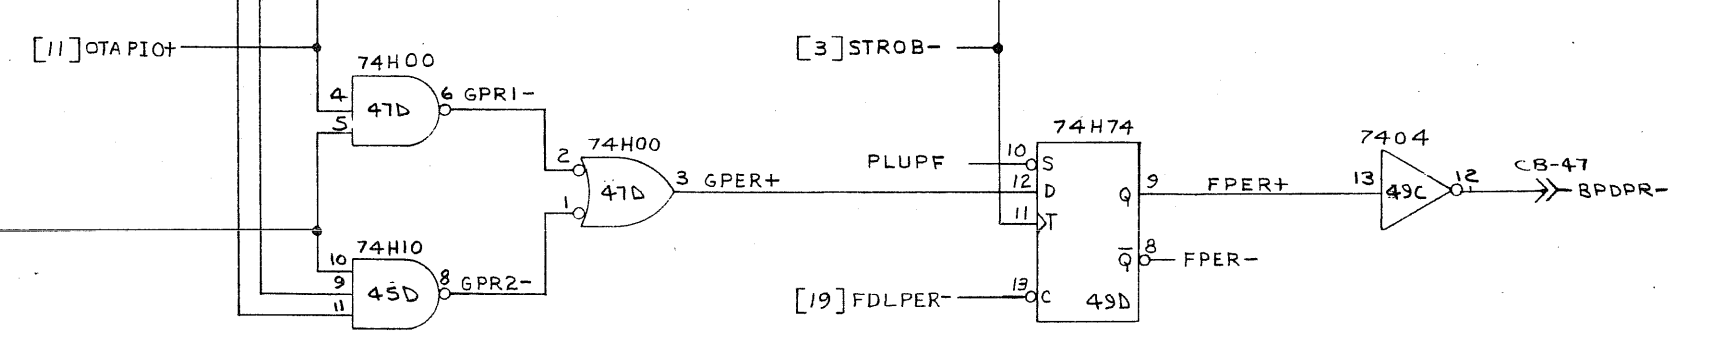 [11]OTAPIO+
74H00
4
5
47D
6 GPR1-
74H10
10
9
11
45D
8 GPR2-
74H00
2
1
47D
3 GPER+
[3]STROB-
PLUPF
74H74
10 S
12 D
11 T
13 C
[19]FDLPER-
Q 9 FPER+
Q̅ 8 FPER-
49D
7404
13 49C 12
CB-47
BPDPR-